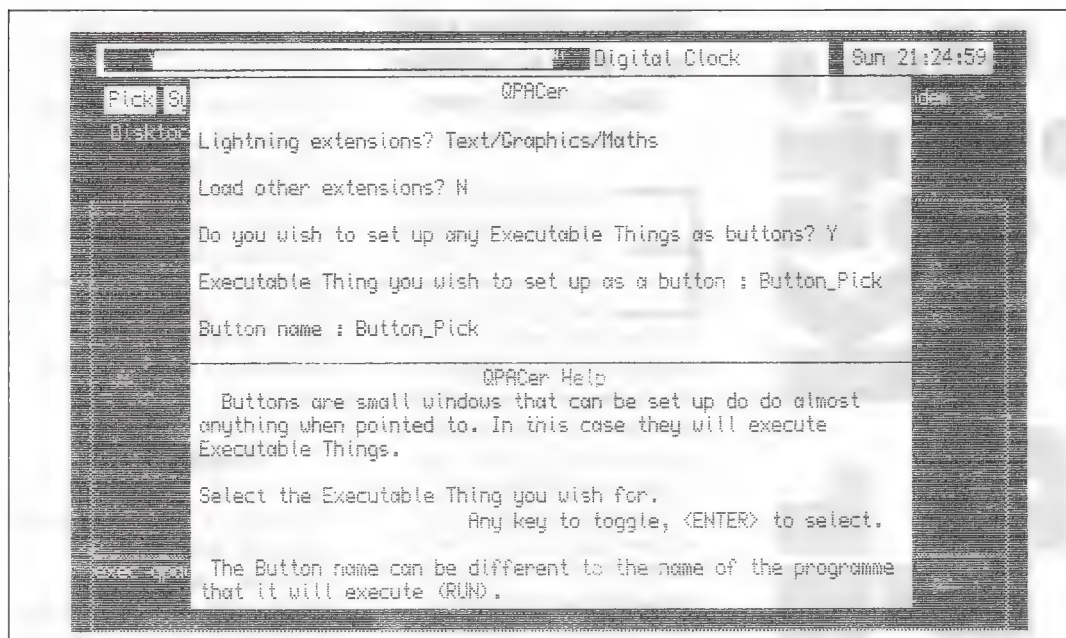 Digital Clock
Sun 21:24:59
Pick
QPACer
Lightning extensions? Text/Graphics/Maths
Load other extensions? N
Do you wish to set up any Executable Things as buttons? Y
Executable Thing you wish to set up as a button : Button_Pick
Button name : Button_Pick
QPACer Help
Buttons are small windows that can be set up do do almost
anything when pointed to. In this case they will execute
Executable Things.
Select the Executable Thing you wish for.
Any key to toggle, <ENTER> to select.
The Button name can be different to the name of the programme
that it will execute (RUN).